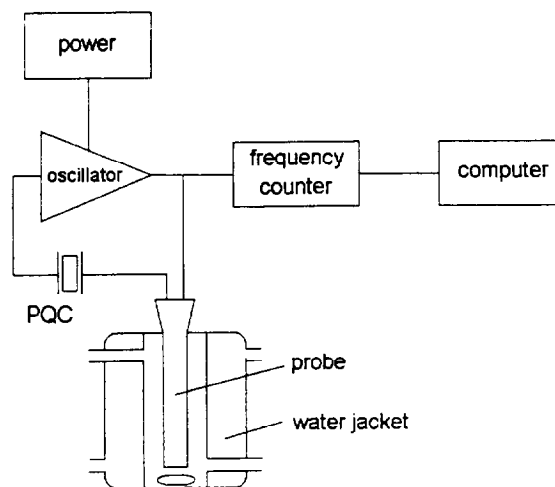 power
oscillator
frequency
counter
computer
PQC
probe
water jacket